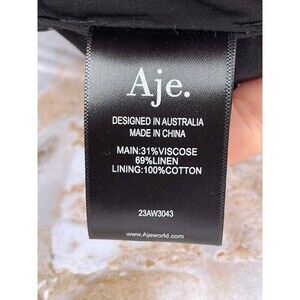 Aje.
DESIGNED IN AUSTRALIA
MADE IN CHINA
MAIN:31%VISCOSE
69%LINEN
LINING:100%COTTON
23AW3043
www.Ajeworld.com